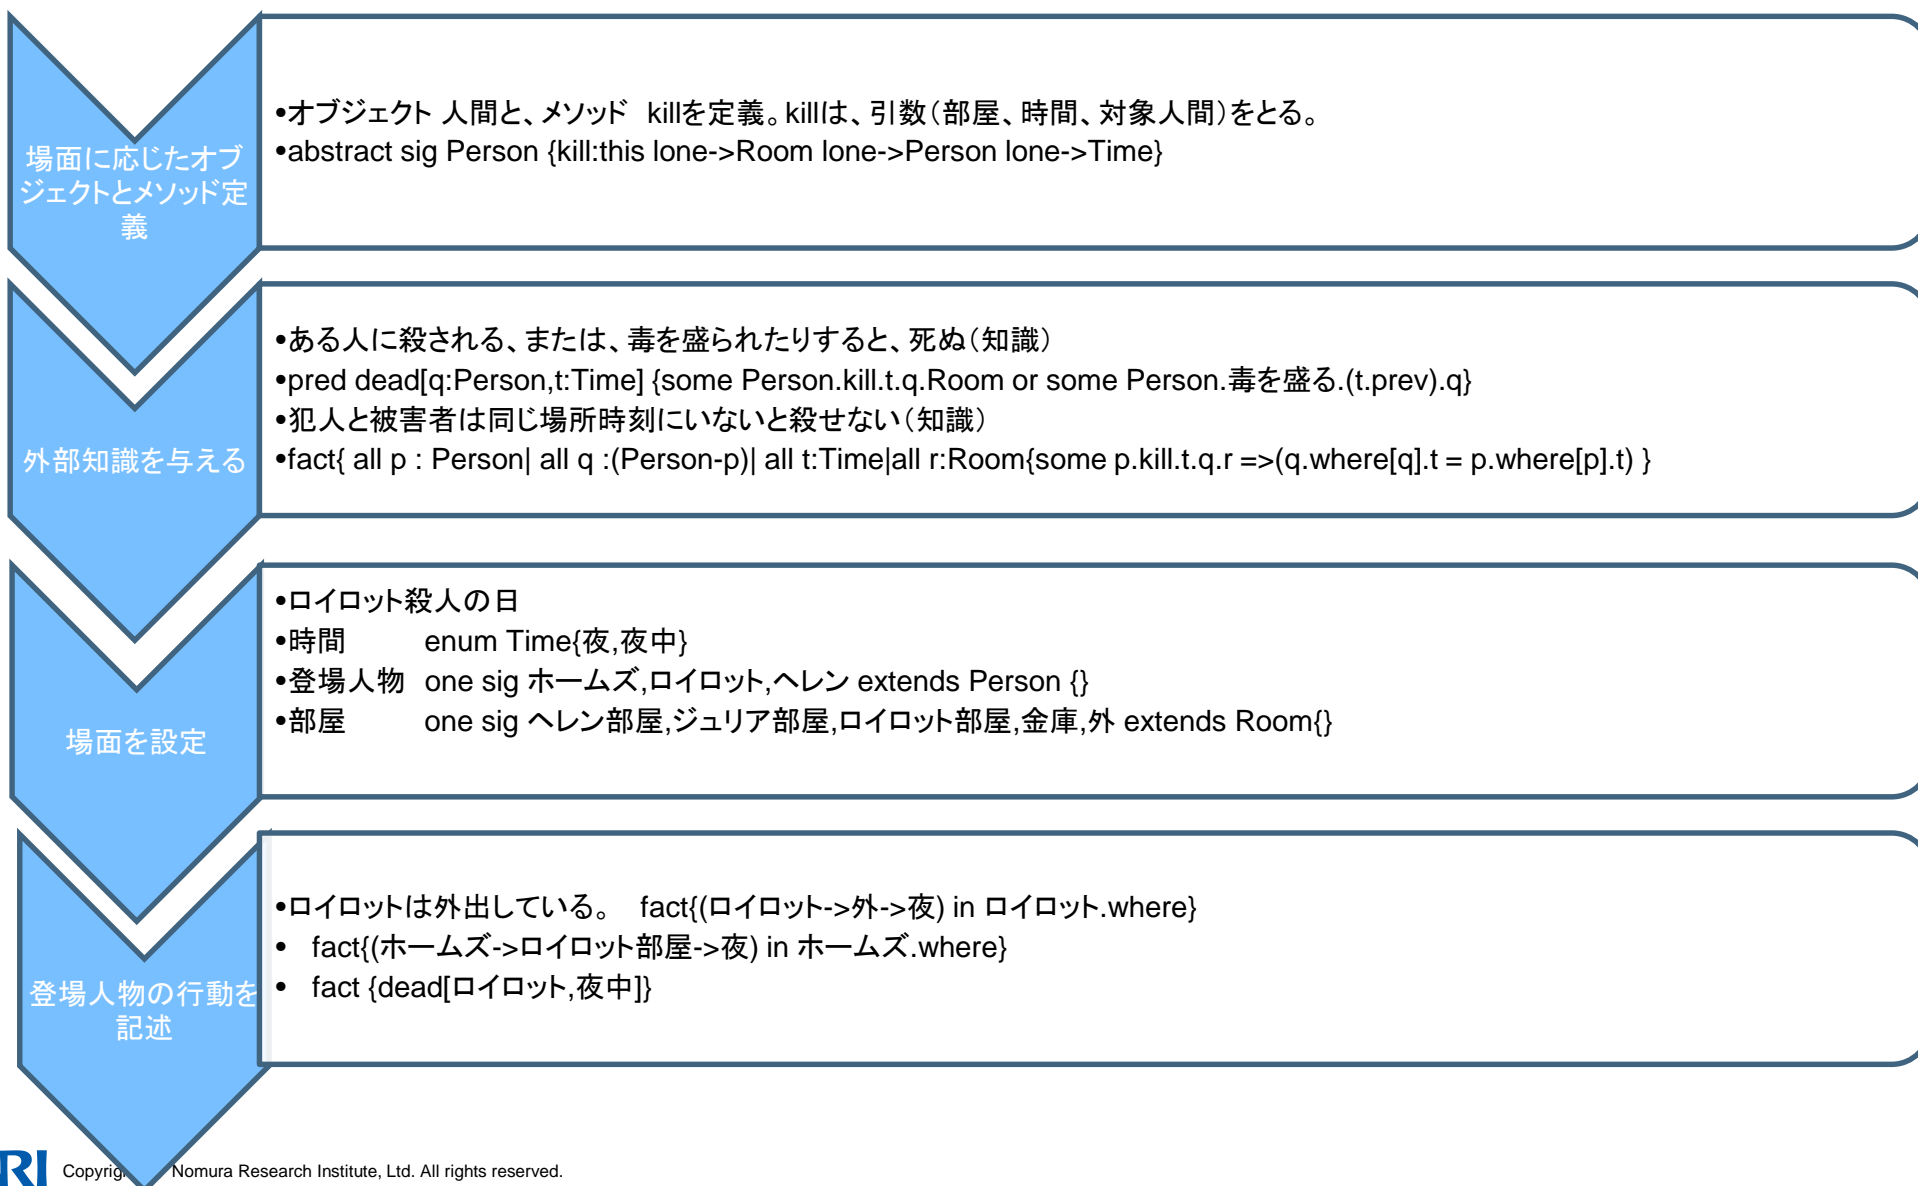 場面に応じたオブ
ジェクトとメソッド定
義
•オブジェクト 人間と、メソッド killを定義。killは、引数（部屋、時間、対象人間）をとる。
•abstract sig Person {kill:this lone->Room lone->Person lone->Time}
外部知識を与える
•ある人に殺される、または、毒を盛られたりすると、死ぬ（知識）
•pred dead[q:Person,t:Time] {some Person.kill.t.q.Room or some Person.毒を盛る.(t.prev).q}
•犯人と被害者は同じ場所時刻にいないと殺せない（知識）
•fact{ all p : Person| all q :(Person-p)| all t:Time|all r:Room{some p.kill.t.q.r =>(q.where[q].t = p.where[p].t) }
場面を設定
•ロイロット殺人の日
•時間 enum Time{夜,夜中}
•登場人物 one sig ホームズ,ロイロット,ヘレン extends Person {}
•部屋 one sig ヘレン部屋,ジュリア部屋,ロイロット部屋,金庫,外 extends Room{}
登場人物の行動を
記述
•ロイロットは外出している。 fact{(ロイロット->外->夜) in ロイロット.where}
• fact{(ホームズ->ロイロット部屋->夜) in ホームズ.where}
• fact {dead[ロイロット,夜中]}
RI
Nomura Research Institute, Ltd. All rights reserved.